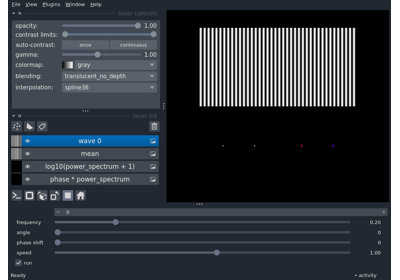 File View Plugins Window Help
layer controls
opacity: 1.00
contrast limits:
auto-contrast: once continuous
gamma: 1.00
colormap: gray
blending: translucent_no_depth
interpolation: spline36
layer list
wave 0
mean
log10(power_spectrum + 1)
phase * power_spectrum
0
frequency 0.20
angle 0
phase shift 0
speed 1.00
run
Ready
activity